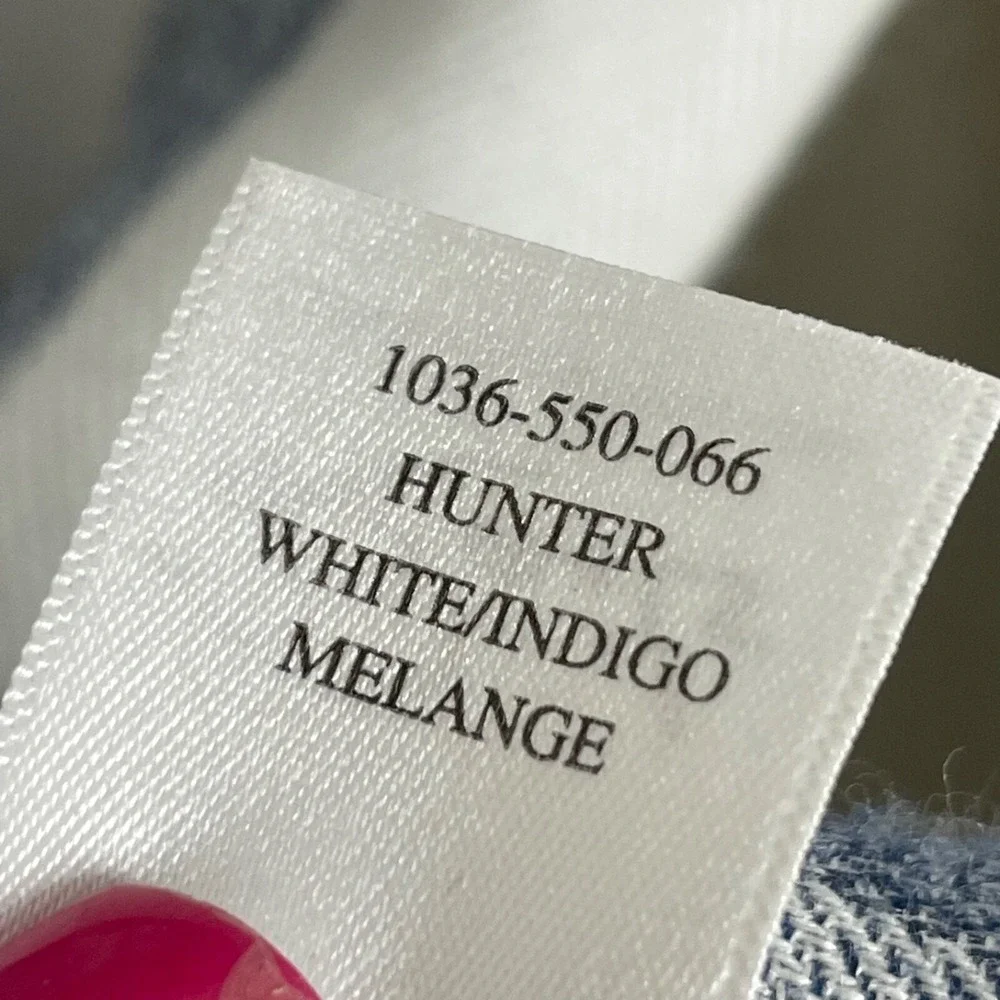 1036-550-066
HUNTER
WHITE/INDIGO
MELANGE